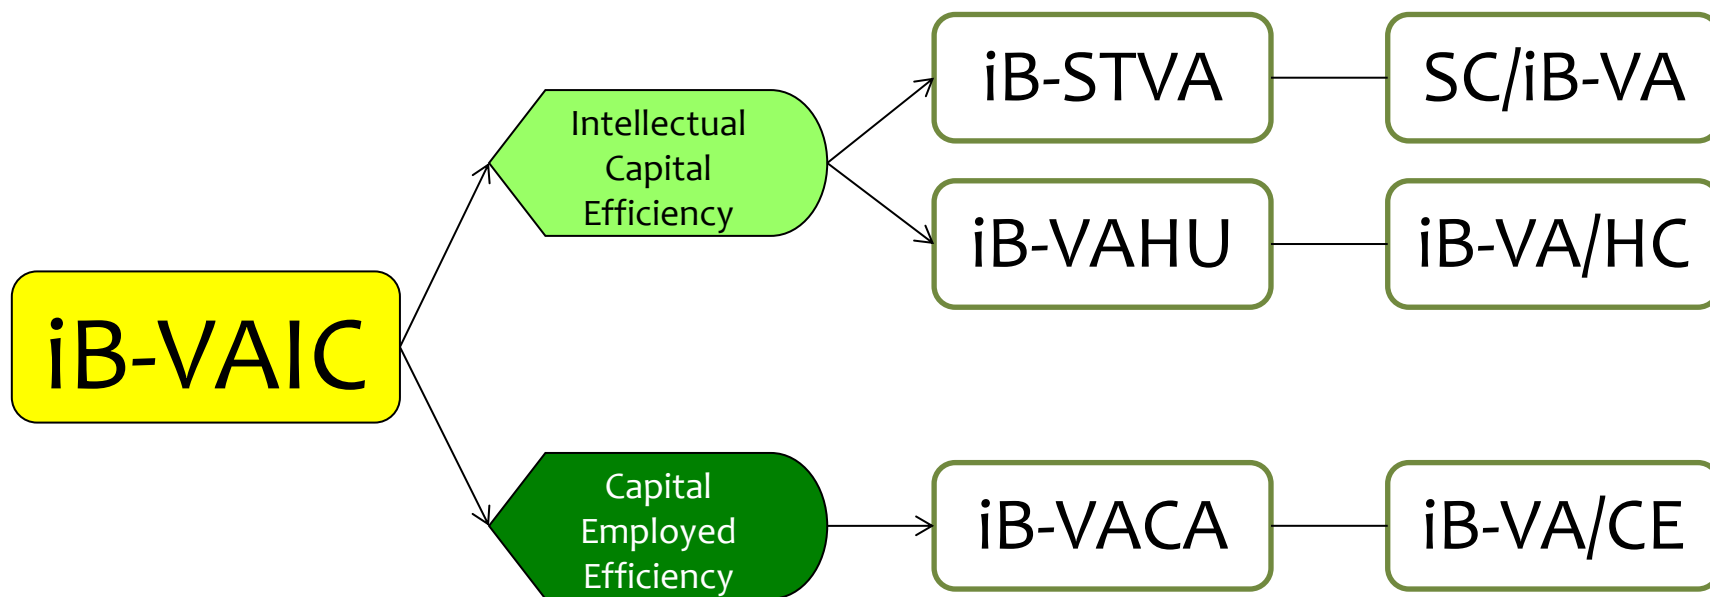 iB-VAIC
Intellectual
Capital
Efficiency
iB-STVA
SC/iB-VA
iB-VAHU
iB-VA/HC
Capital
Employed
Efficiency
iB-VACA
iB-VA/CE